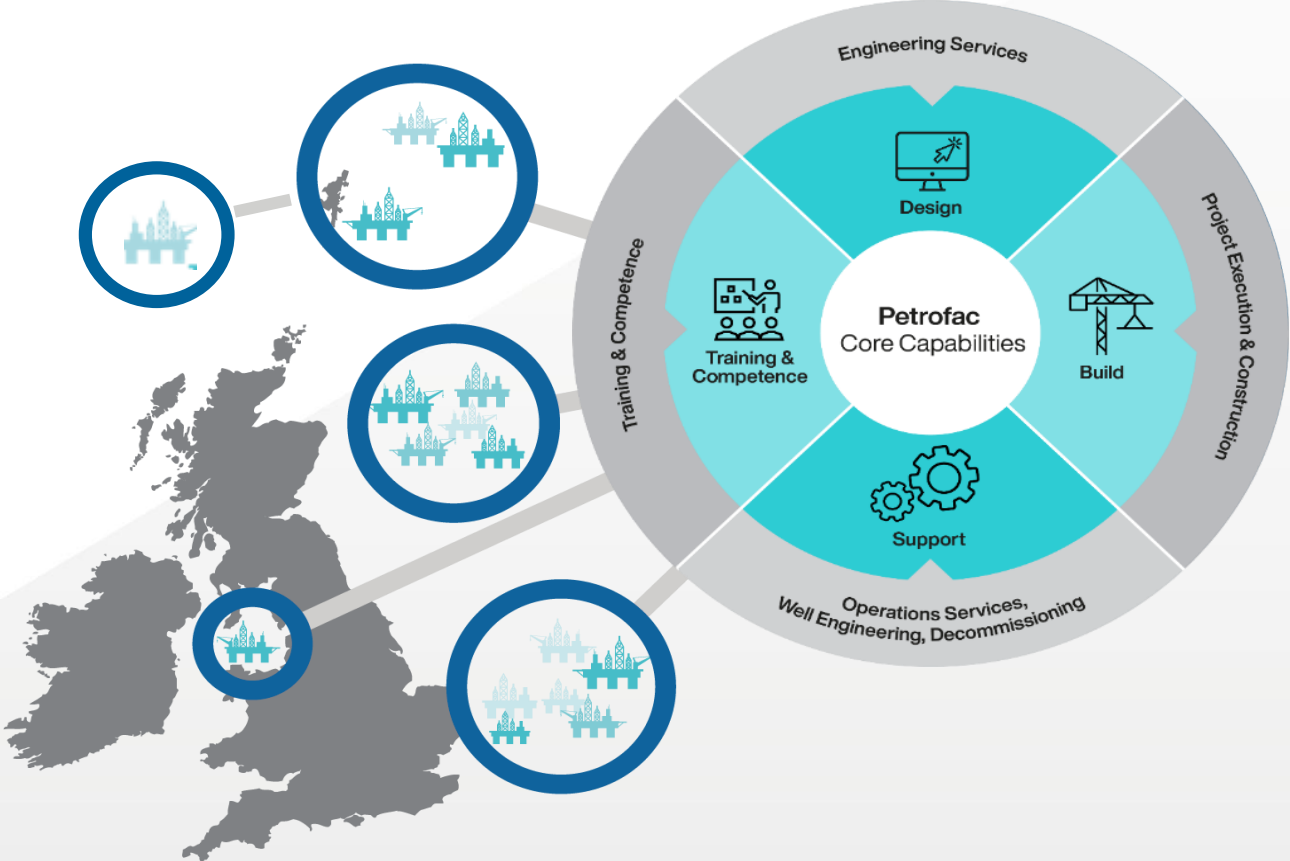 Engineering Services
Design
Project Execution & Construction
Training & Competence
Petrofac
Core Capabilities
Training &
Competence
Build
Support
Operations Services,
Well Engineering, Decommissioning